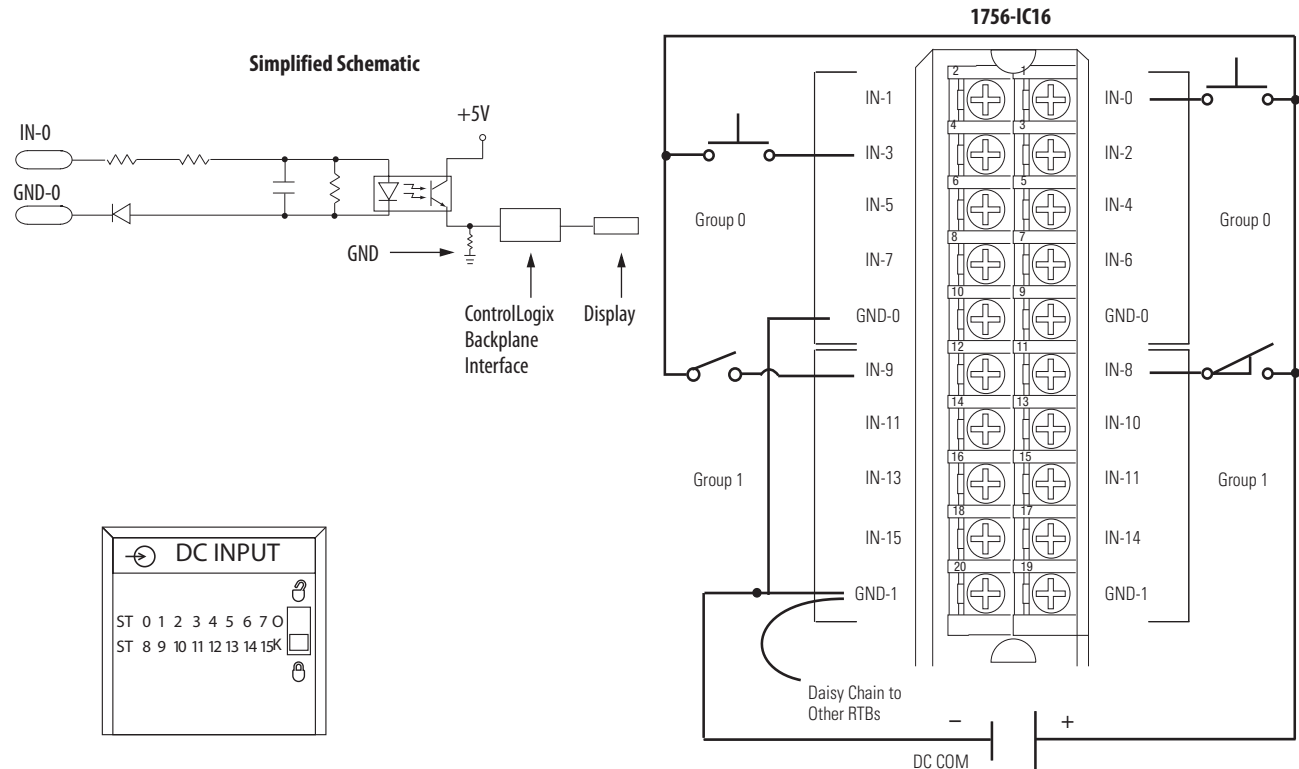 1756-IC16
Simplified Schematic
IN-0
GND-0
+5V
GND
ControlLogix
Backplane
Interface
Display
DC INPUT
ST 0 1 2 3 4 5 6 7 O
ST 8 9 10 11 12 13 14 15 K
2 1
IN-1 IN-0
4 3
IN-3 IN-2
6 5
IN-5 IN-4
Group 0 Group 0
8 7
IN-7 IN-6
10 9
GND-0 GND-0
12 11
IN-9 IN-8
14 13
IN-11 IN-10
16 15
IN-13 IN-11
Group 1 Group 1
18 17
IN-15 IN-14
20 19
GND-1 GND-1
Daisy Chain to
Other RTBs
– +
DC COM